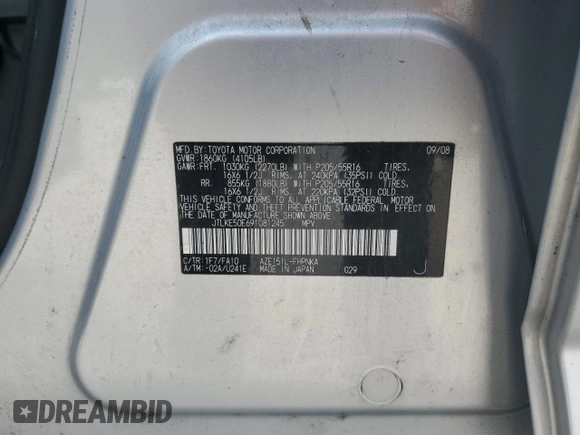 MFD.BY:TOYOTA MOTOR CORPORATION 09/08
GVWR:1860KG (4105LB)
GAWR:FRT. 1030KG (2270LB) WITH P205/55R16 TIRES,
16X6 1/2J RIMS, AT 240KPA (35PSI) COLD.
RR. 855KG (1880LB) WITH P205/55R16 TIRES,
16X6 1/2J RIMS, AT 220KPA (32PSI) COLD.
THIS VEHICLE CONFORMS TO ALL APPLICABLE FEDERAL MOTOR
VEHICLE SAFETY AND THEFT PREVENTION STANDARDS IN EFFECT
ON THE DATE OF MANUFACTURE SHOWN ABOVE.
JTLKE50E691081245 MPV
C/TR:1F7/FA10 AZE151L-FHPNKA
A/TM:-02A/U241E MADE IN JAPAN 029
J
DREAMBID